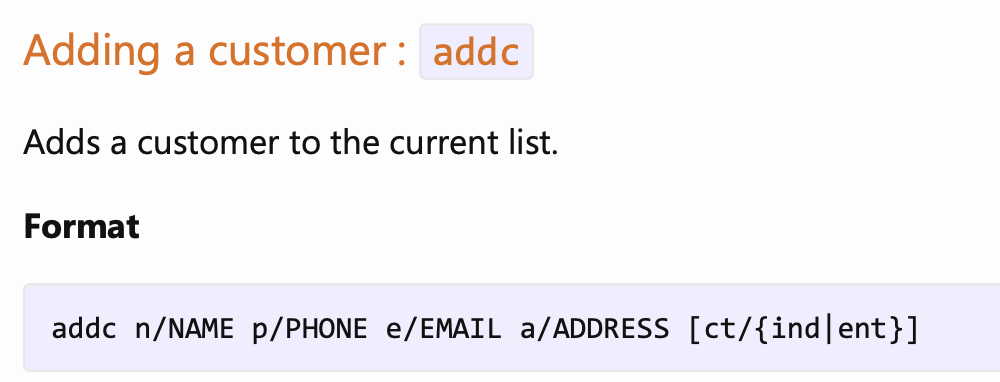 Adding a customer : addc
Adds a customer to the current list.
Format
addc n/NAME p/PHONE e/EMAIL a/ADDRESS [ct/{ind|ent}]